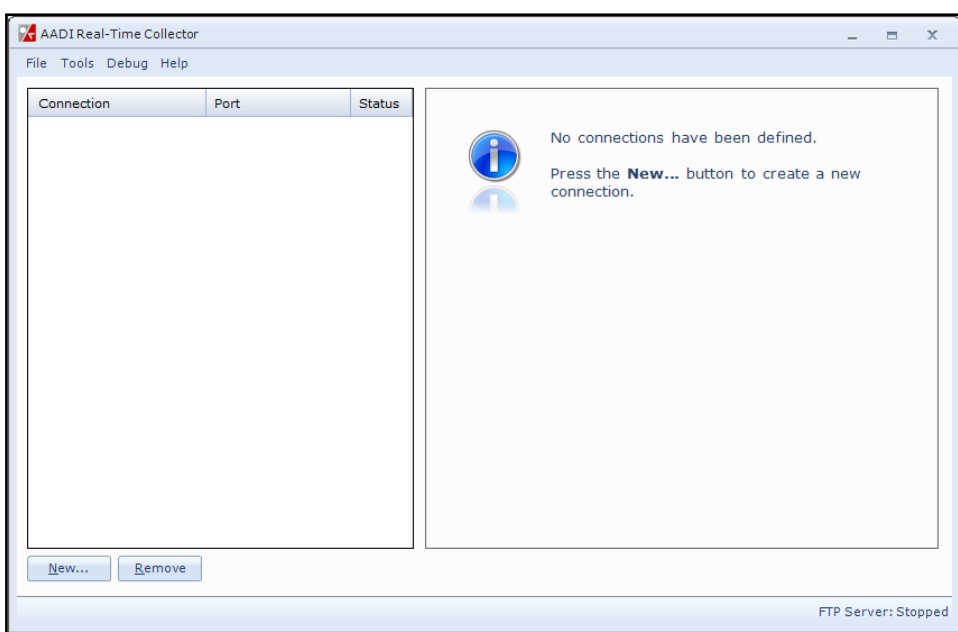 AADI Real-Time Collector
File Tools Debug Help
Connection Port Status
No connections have been defined.
Press the New... button to create a new
connection.
New... Remove
FTP Server: Stopped